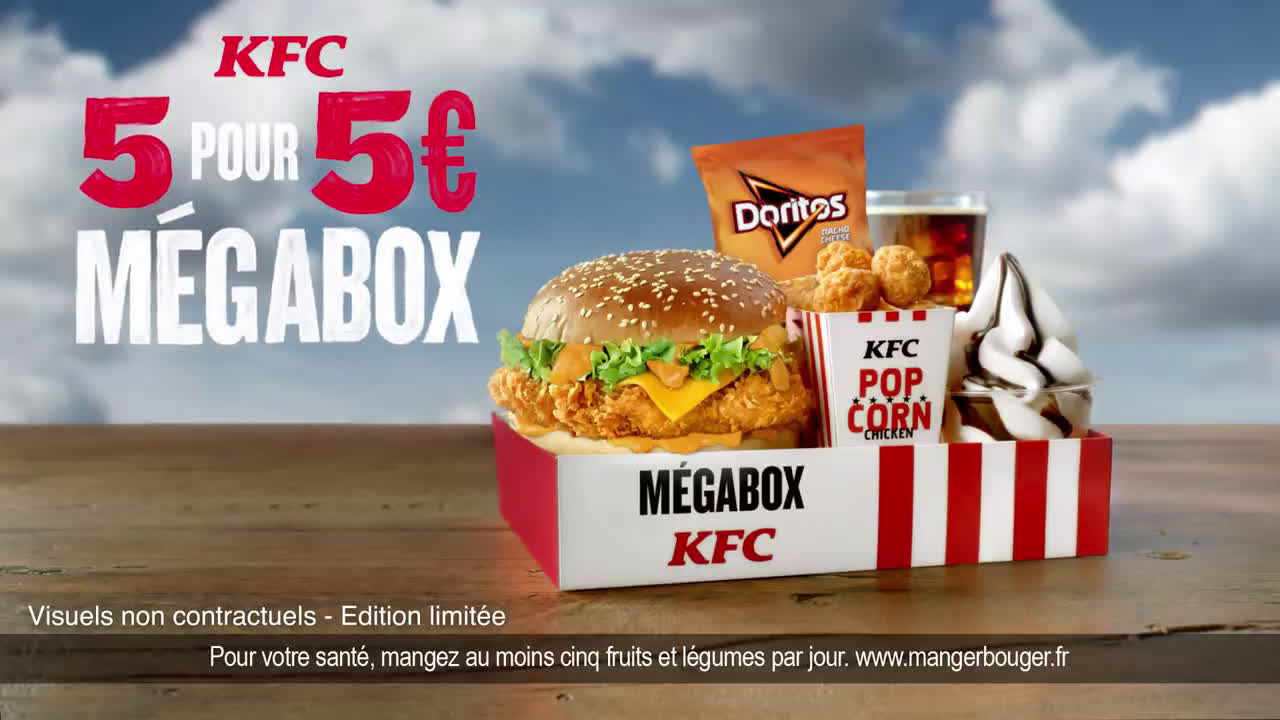 KFC
5 POUR 5€
MÉGABOX
Doritos
NACHO
CHEESE
KFC
POP
CORN
CHICKEN
MÉGABOX
KFC
Visuels non contractuels - Edition limitée
Pour votre santé, mangez au moins cinq fruits et légumes par jour. www.mangerbouger.fr